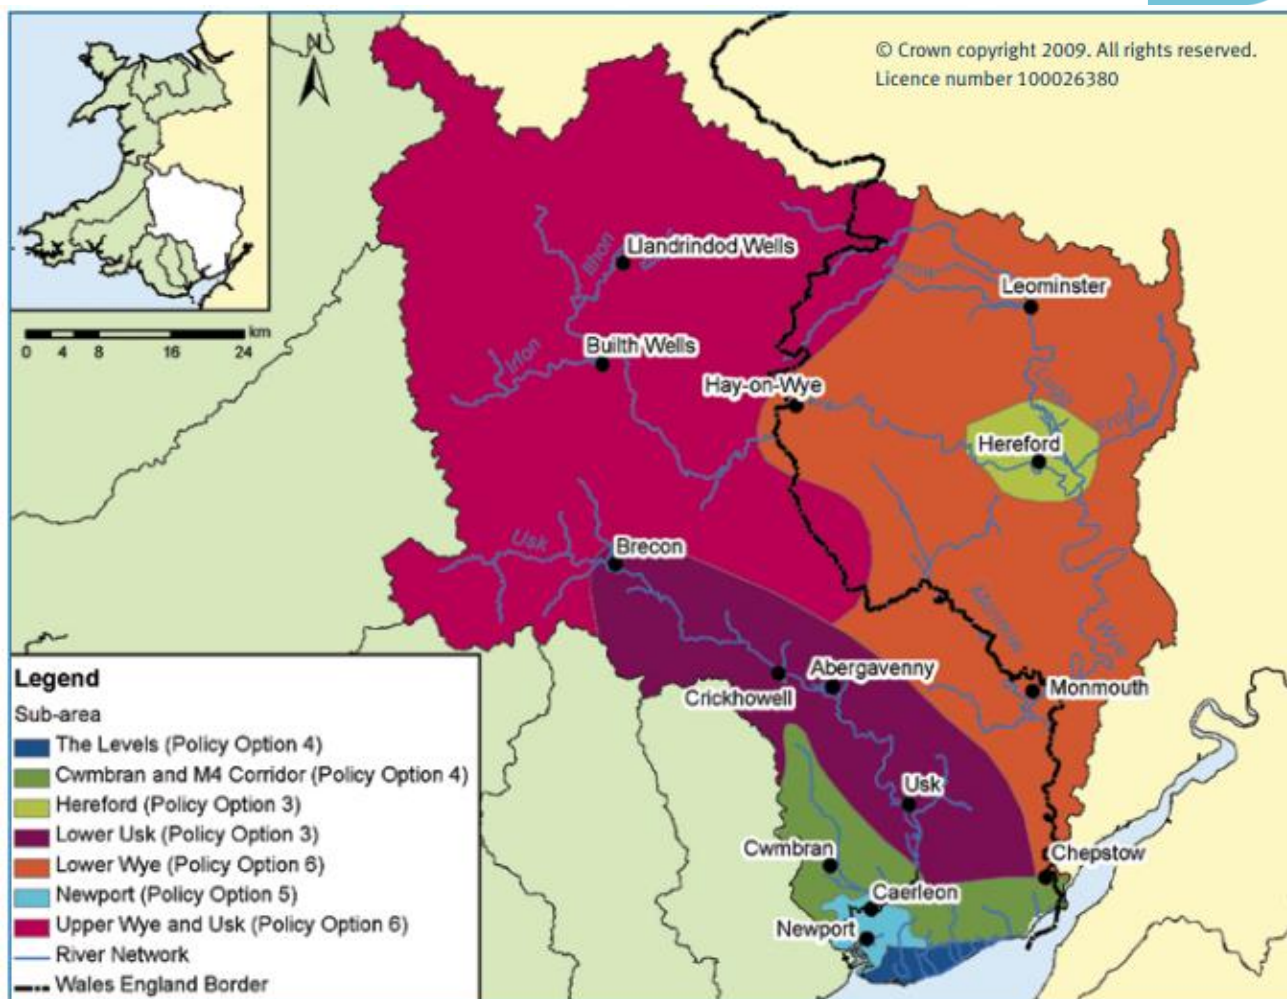 © Crown copyright 2009. All rights reserved.
Licence number 100026380
N
km
0 4 8 16 24
Llandrindod Wells
Ithon
Leominster
Builth Wells
Irfon
Hay-on-Wye
Lugg
Frome
Hereford
Usk
Brecon
Monnow
Wye
Abergavenny
Crickhowell
Monmouth
Usk
Cwmbran
Chepstow
Caerleon
Newport
Legend
Sub-area
The Levels (Policy Option 4)
Cwmbran and M4 Corridor (Policy Option 4)
Hereford (Policy Option 3)
Lower Usk (Policy Option 3)
Lower Wye (Policy Option 6)
Newport (Policy Option 5)
Upper Wye and Usk (Policy Option 6)
River Network
Wales England Border